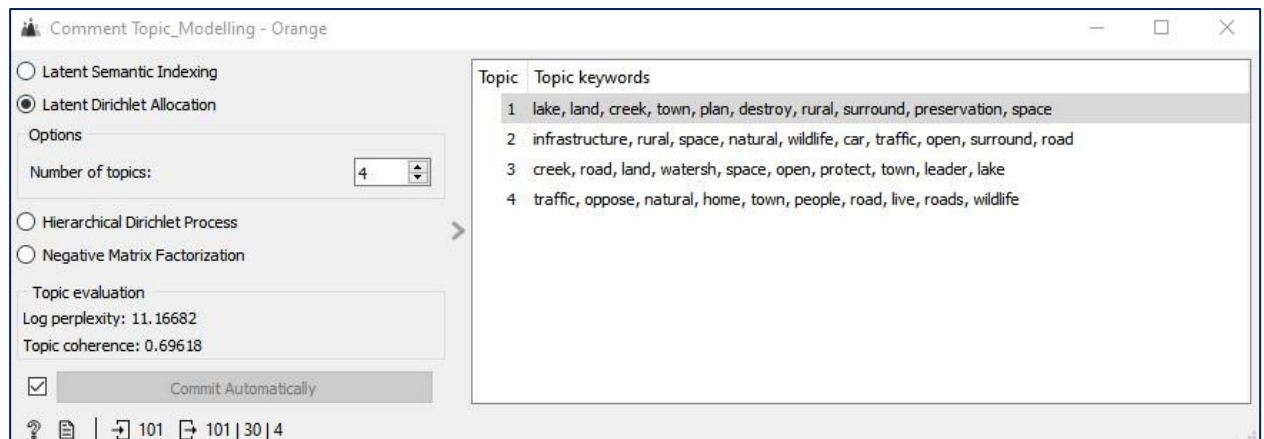 Comment Topic_Modelling - Orange
Latent Semantic Indexing
Latent Dirichlet Allocation
Options
Number of topics: 4
Hierarchical Dirichlet Process
Negative Matrix Factorization
Topic evaluation
Log perplexity: 11.16682
Topic coherence: 0.69618
Commit Automatically
? | 101 101 | 30 | 4
>
Topic Topic keywords
1 lake, land, creek, town, plan, destroy, rural, surround, preservation, space
2 infrastructure, rural, space, natural, wildlife, car, traffic, open, surround, road
3 creek, road, land, watersh, space, open, protect, town, leader, lake
4 traffic, oppose, natural, home, town, people, road, live, roads, wildlife